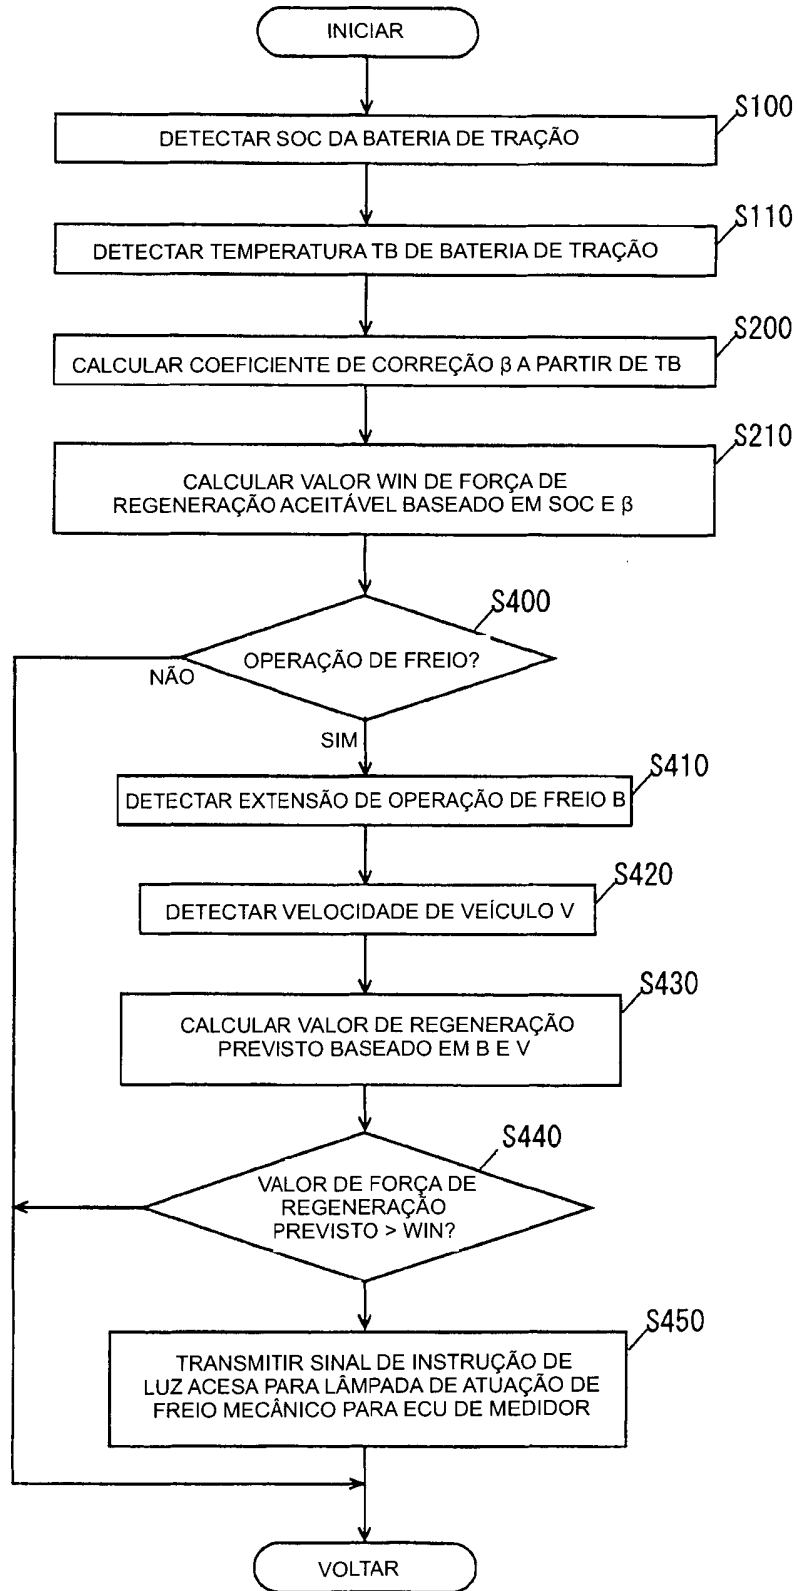 INICIAR
S100
DETECTAR SOC DA BATERIA DE TRAÇÃO
S110
DETECTAR TEMPERATURA TB DE BATERIA DE TRAÇÃO
S200
CALCULAR COEFICIENTE DE CORREÇÃO β A PARTIR DE TB
S210
CALCULAR VALOR WIN DE FORÇA DE
REGENERAÇÃO ACEITÁVEL BASEADO EM SOC E β
S400
OPERAÇÃO DE FREIO?
NÃO
SIM
S410
DETECTAR EXTENSÃO DE OPERAÇÃO DE FREIO B
S420
DETECTAR VELOCIDADE DE VEÍCULO V
S430
CALCULAR VALOR DE REGENERAÇÃO
PREVISTO BASEADO EM B E V
S440
VALOR DE FORÇA DE
REGENERAÇÃO
PREVISTO > WIN?
S450
TRANSMITIR SINAL DE INSTRUÇÃO DE
LUZ ACESA PARA LÂMPADA DE ATUAÇÃO DE
FREIO MECÂNICO PARA ECU DE MEDIDOR
VOLTAR